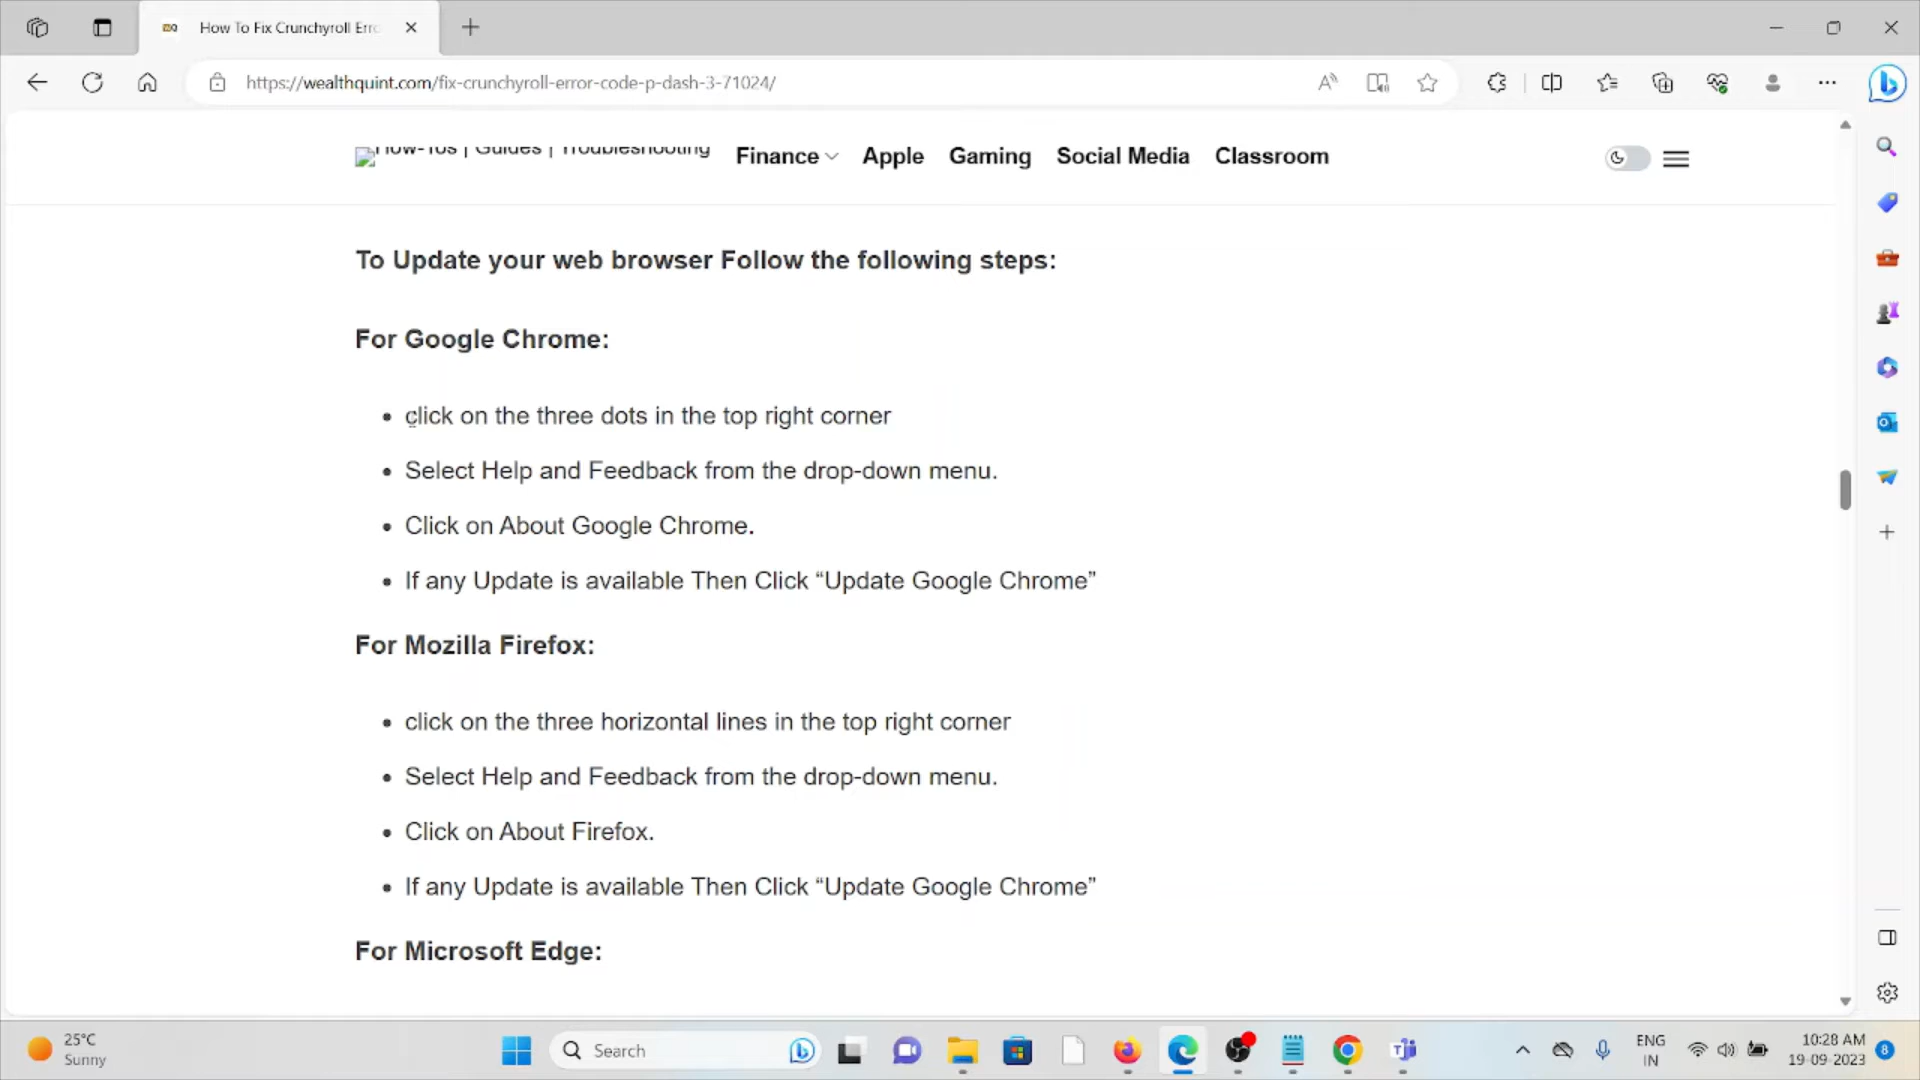 How To Fix Crunchyroll Erro
https://wealthquint.com/fix-crunchyroll-error-code-p-dash-3-71024/
How-Tos | Guides | Troubleshooting
Finance
Apple
Gaming
Social Media
Classroom
To Update your web browser Follow the following steps:
For Google Chrome:
click on the three dots in the top right corner
Select Help and Feedback from the drop-down menu.
Click on About Google Chrome.
If any Update is available Then Click “Update Google Chrome”
For Mozilla Firefox:
click on the three horizontal lines in the top right corner
Select Help and Feedback from the drop-down menu.
Click on About Firefox.
If any Update is available Then Click “Update Google Chrome”
For Microsoft Edge:
25°C
Sunny
Search
ENG
IN
10:28 AM
19-09-2023
8